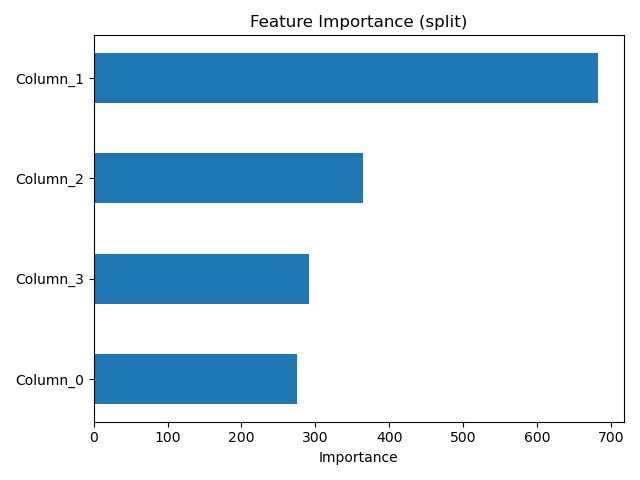 Feature Importance (split)
Column_1
Column_2
Column_3
Column_0
0 100 200 300 400 500 600 700
Importance